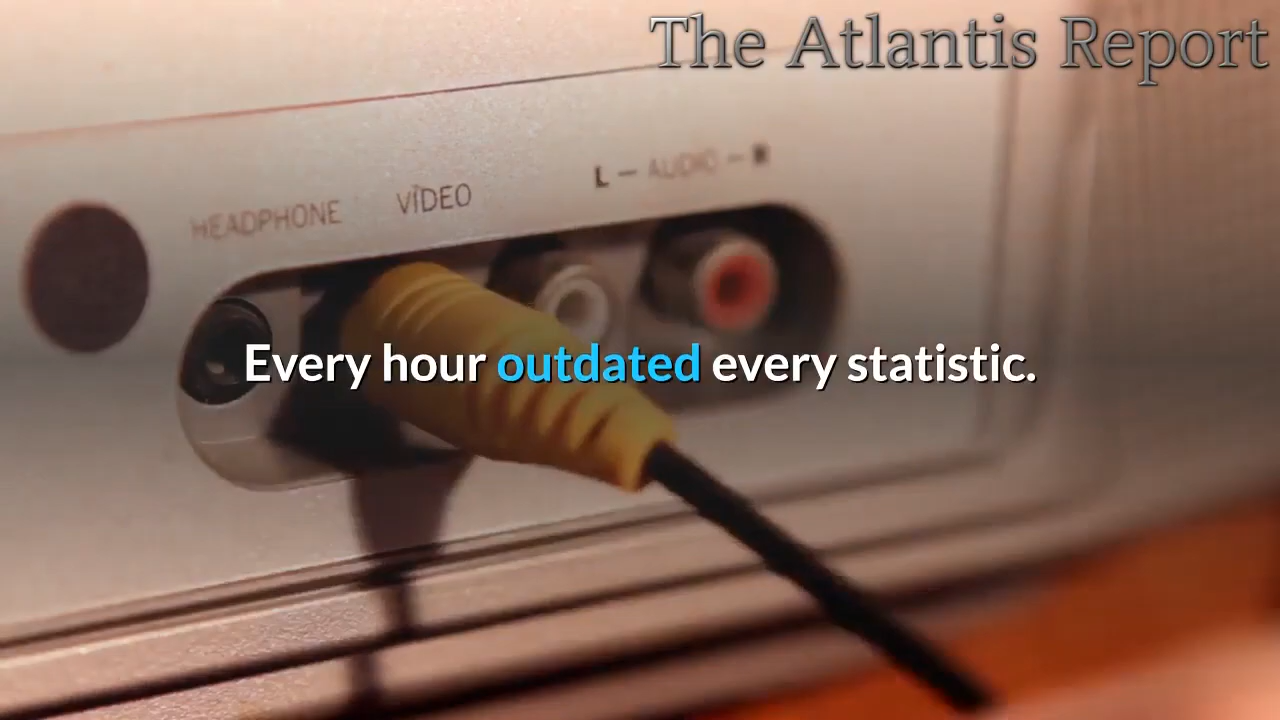 The Atlantis Report
L — AUDIO — R
HEADPHONE VIDEO
Every hour outdated every statistic.